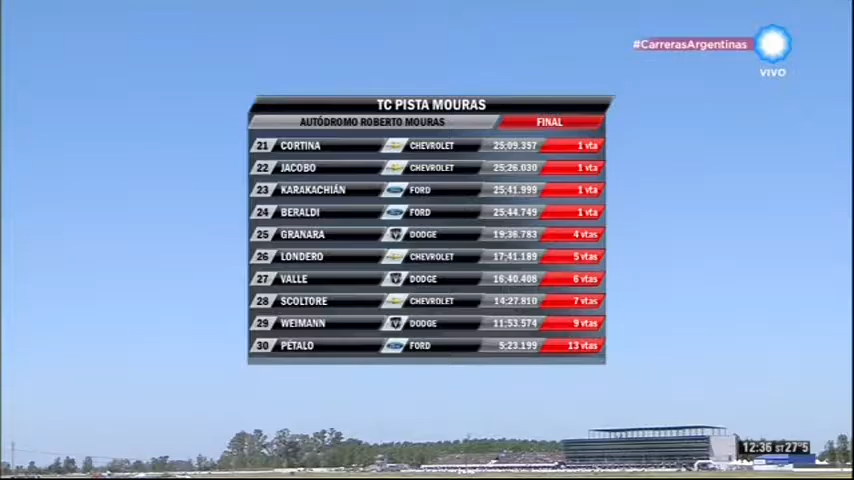 #CarrerasArgentinas
VIVO
TC PISTA MOURAS
AUTÓDROMO ROBERTO MOURAS FINAL
21 CORTINA CHEVROLET 25:09.357 1 vta
22 JACOBO CHEVROLET 25:26.030 1 vta
23 KARAKACHIÁN FORD 25:41.999 1 vta
24 BERALDI FORD 25:44.749 1 vta
25 GRANARA DODGE 19:36.783 4 vtas
26 LONDERO CHEVROLET 17:41.189 5 vtas
27 VALLE DODGE 16:40.408 6 vtas
28 SCOLTORE CHEVROLET 14:27.810 7 vtas
29 WEIMANN DODGE 11:53.574 9 vtas
30 PÉTALO FORD 5:23.199 13 vtas
12:36 ST 27°5